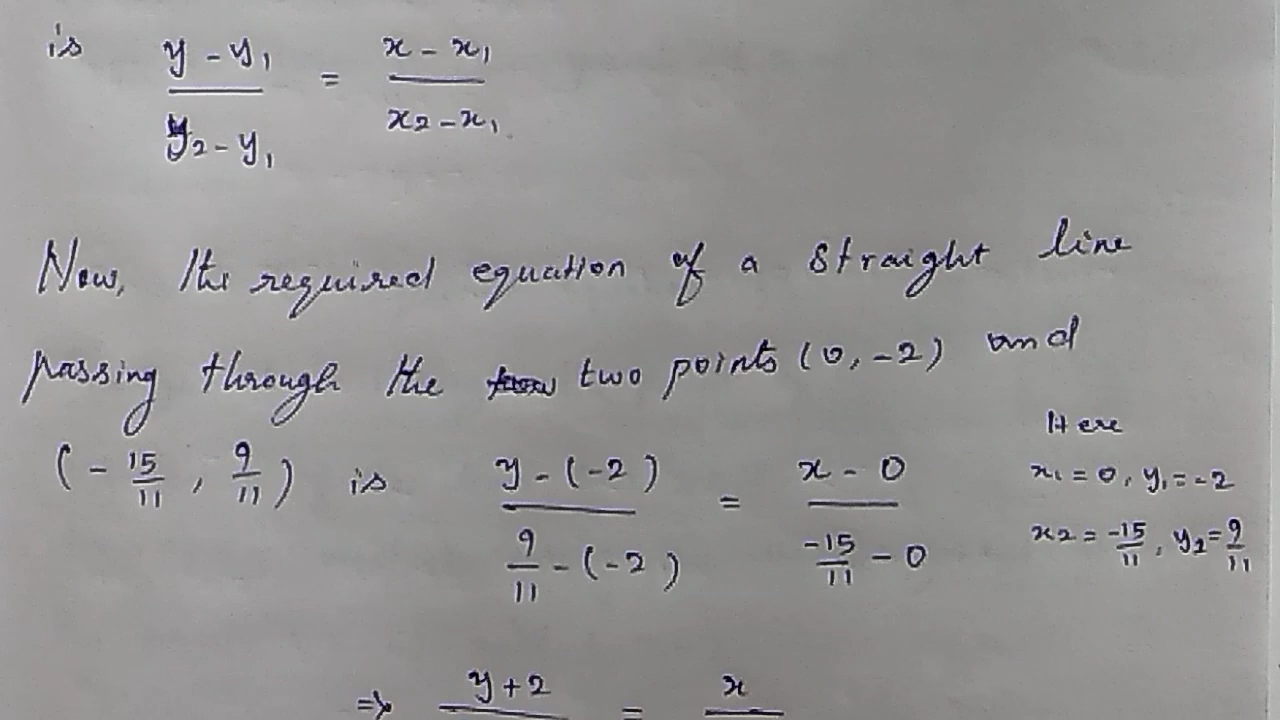 is (y - y₁)/(y₂ - y₁) = (x - x₁)/(x₂ - x₁)
Now, the required equation of a straight line
passing through the two points (0, -2) and
(-15/11, 9/11) is (y - (-2))/(9/11 - (-2)) = (x - 0)/(-15/11 - 0)
Here
x₁ = 0, y₁ = -2
x₂ = -15/11, y₂ = 9/11
⇒ y + 2 = x